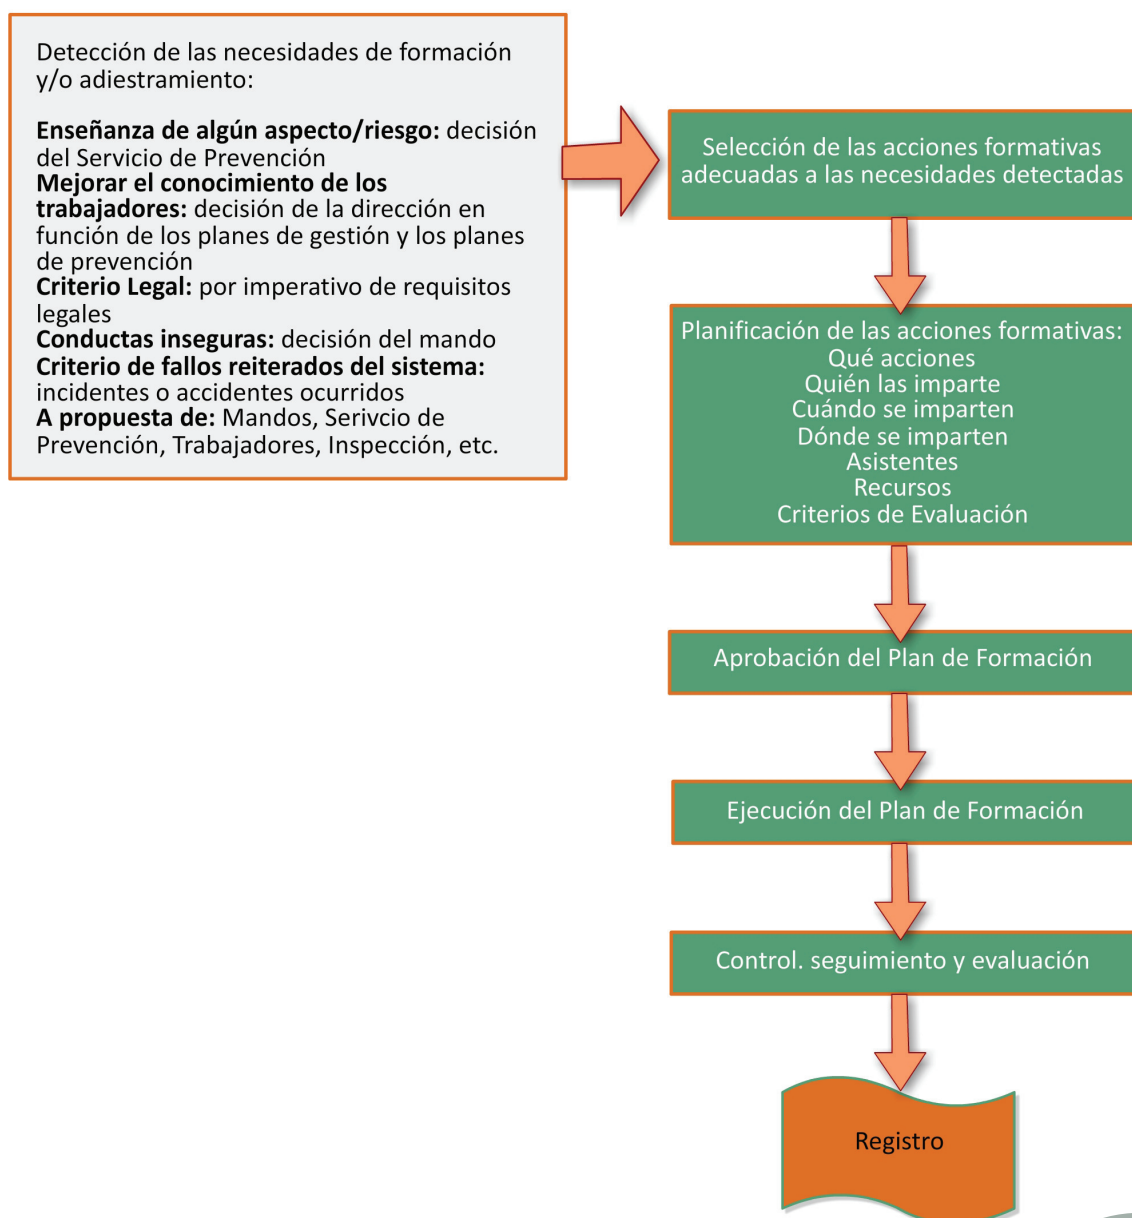 Detección de las necesidades de formación
y/o adiestramiento:
Enseñanza de algún aspecto/riesgo: decisión
del Servicio de Prevención
Mejorar el conocimiento de los
trabajadores: decisión de la dirección en
función de los planes de gestión y los planes
de prevención
Criterio Legal: por imperativo de requisitos
legales
Conductas inseguras: decisión del mando
Criterio de fallos reiterados del sistema:
incidentes o accidentes ocurridos
A propuesta de: Mandos, Serivcio de
Prevención, Trabajadores, Inspección, etc.
Selección de las acciones formativas
adecuadas a las necesidades detectadas
Planificación de las acciones formativas:
Qué acciones
Quién las imparte
Cuándo se imparten
Dónde se imparten
Asistentes
Recursos
Criterios de Evaluación
Aprobación del Plan de Formación
Ejecución del Plan de Formación
Control. seguimiento y evaluación
Registro